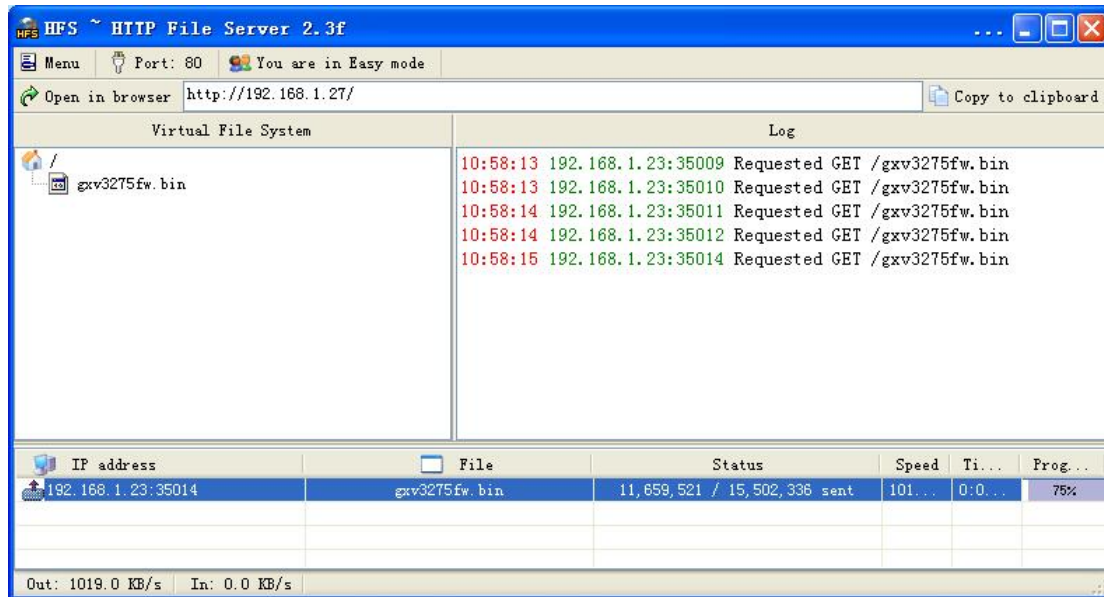 HFS ~ HTTP File Server 2.3f ...
Menu Port: 80 You are in Easy mode
Open in browser http://192.168.1.27/ Copy to clipboard
Virtual File System
/
gxv3275fw.bin
Log
10:58:13 192.168.1.23:35009 Requested GET /gxv3275fw.bin
10:58:13 192.168.1.23:35010 Requested GET /gxv3275fw.bin
10:58:14 192.168.1.23:35011 Requested GET /gxv3275fw.bin
10:58:14 192.168.1.23:35012 Requested GET /gxv3275fw.bin
10:58:15 192.168.1.23:35014 Requested GET /gxv3275fw.bin
IP address File Status Speed Ti... Prog...
192.168.1.23:35014 gxv3275fw.bin 11,659,521 / 15,502,336 sent 101... 0:0... 75%
Out: 1019.0 KB/s In: 0.0 KB/s